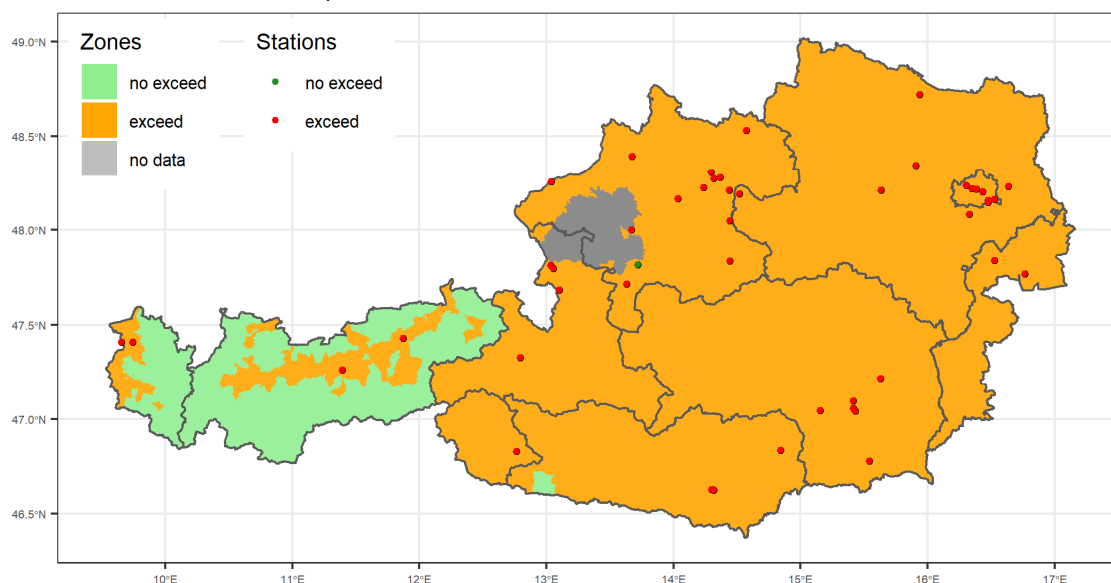 Zones
no exceed
exceed
no data
Stations
no exceed
exceed
49.0°N
48.5°N
48.0°N
47.5°N
47.0°N
46.5°N
10°E 11°E 12°E 13°E 14°E 15°E 16°E 17°E